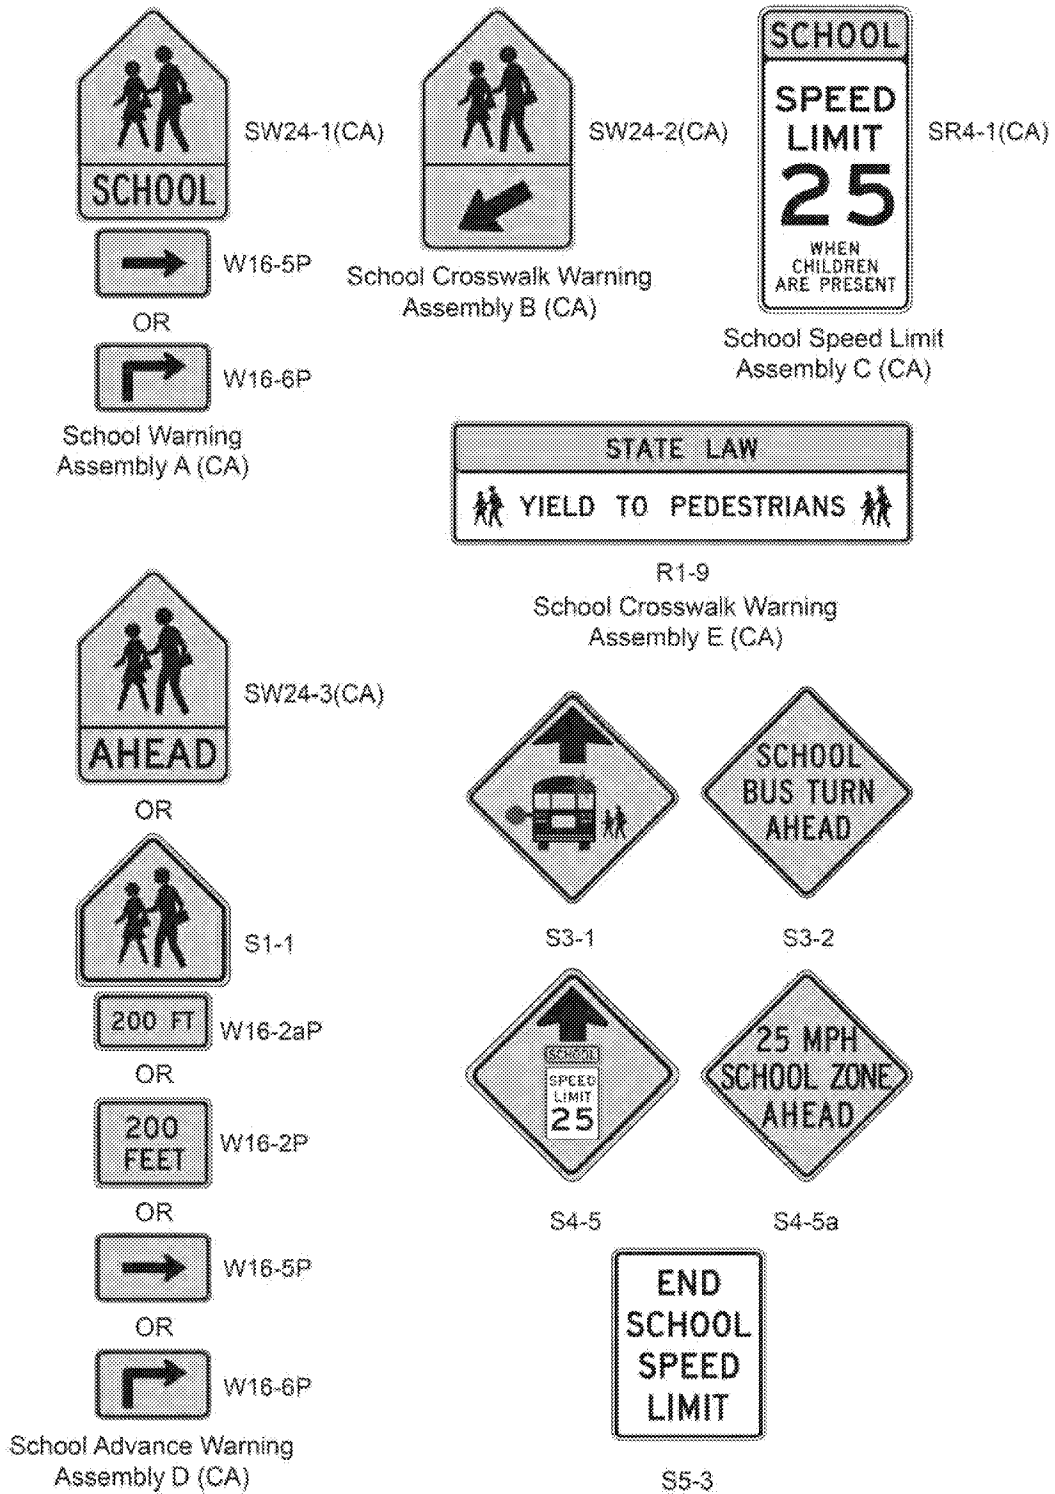 SCHOOL
SW24-1(CA)
W16-5P
OR
W16-6P
School Warning
Assembly A (CA)
SW24-2(CA)
School Crosswalk Warning
Assembly B (CA)
SCHOOL
SPEED
LIMIT
25
WHEN
CHILDREN
ARE PRESENT
SR4-1(CA)
School Speed Limit
Assembly C (CA)
STATE LAW
YIELD TO PEDESTRIANS
R1-9
School Crosswalk Warning
Assembly E (CA)
AHEAD
SW24-3(CA)
OR
S1-1
200 FT
W16-2aP
OR
200
FEET
W16-2P
OR
W16-5P
OR
W16-6P
School Advance Warning
Assembly D (CA)
S3-1
SCHOOL
BUS TURN
AHEAD
S3-2
SCHOOL
SPEED
LIMIT
25
S4-5
25 MPH
SCHOOL ZONE
AHEAD
S4-5a
END
SCHOOL
SPEED
LIMIT
S5-3